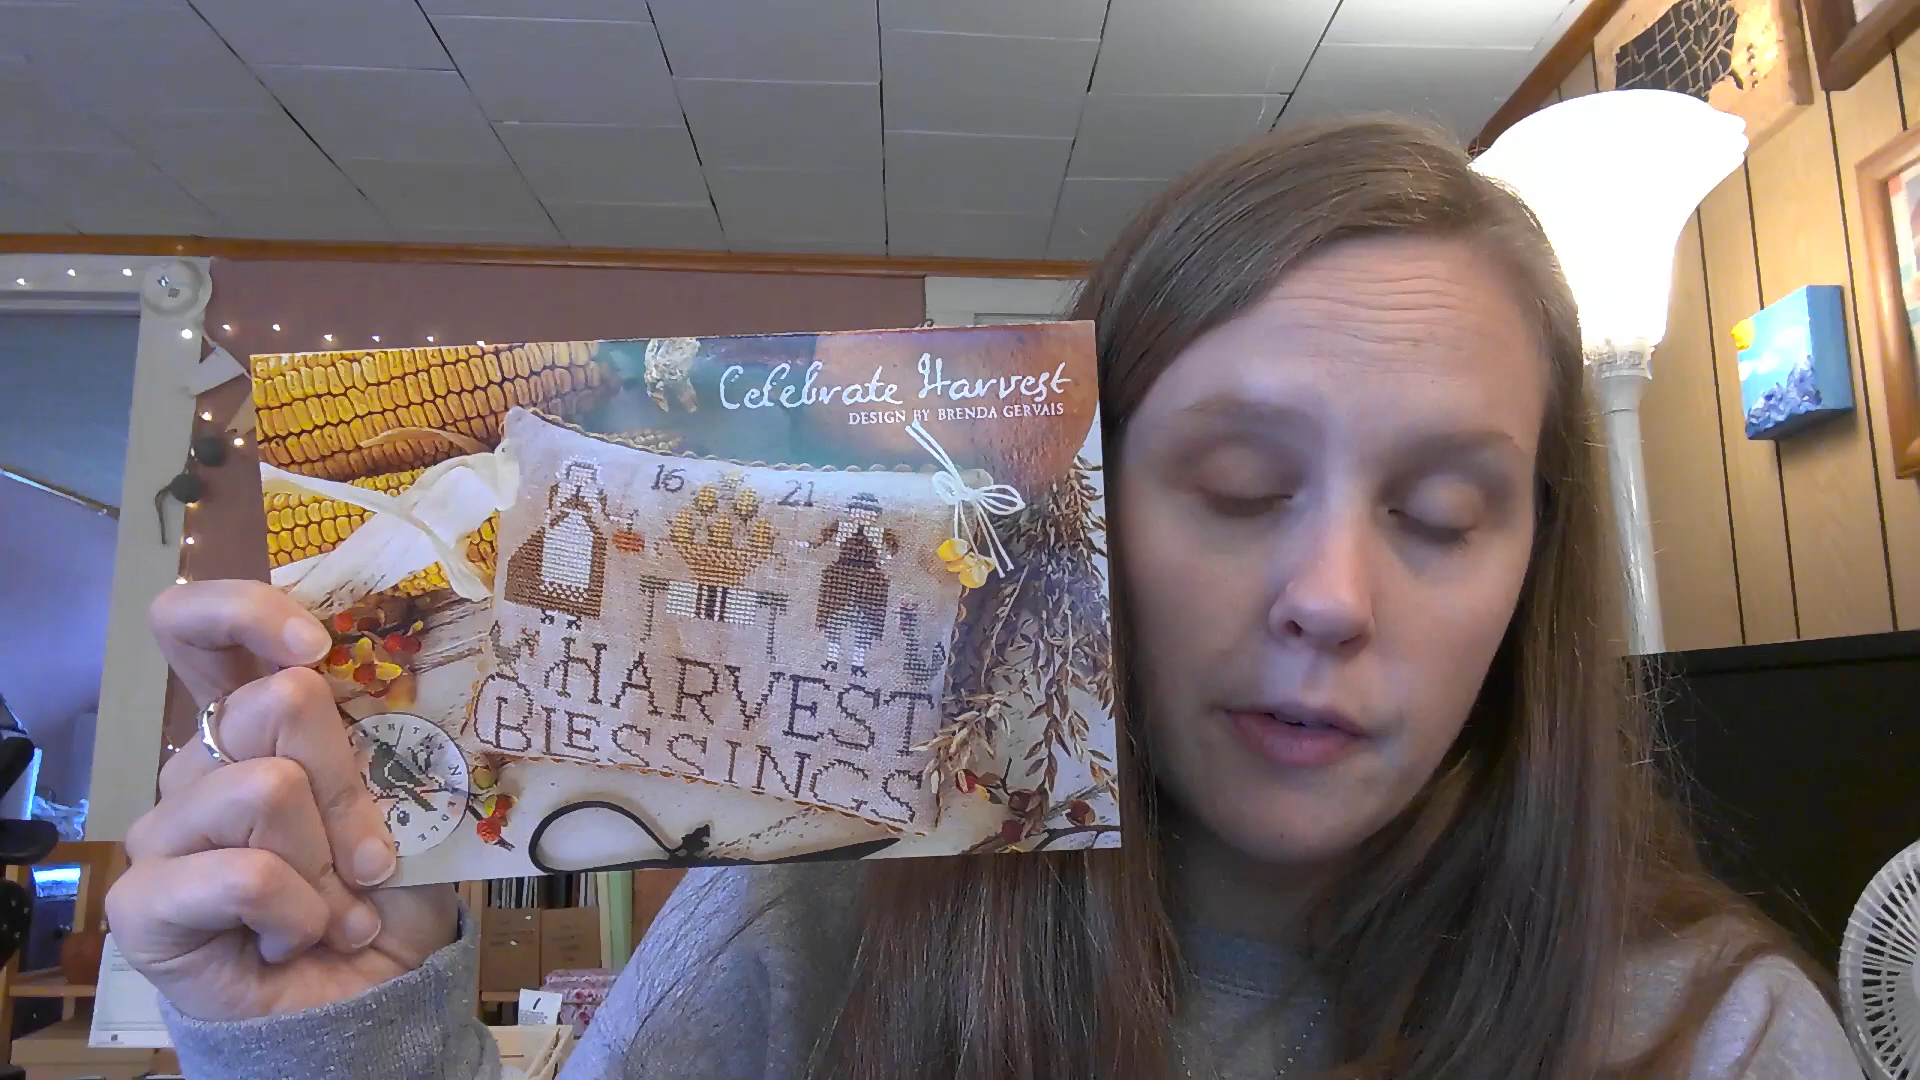 Celebrate Harvest
DESIGN BY BRENDA GERVAIS
16 21
HARVEST
BLESSINGS